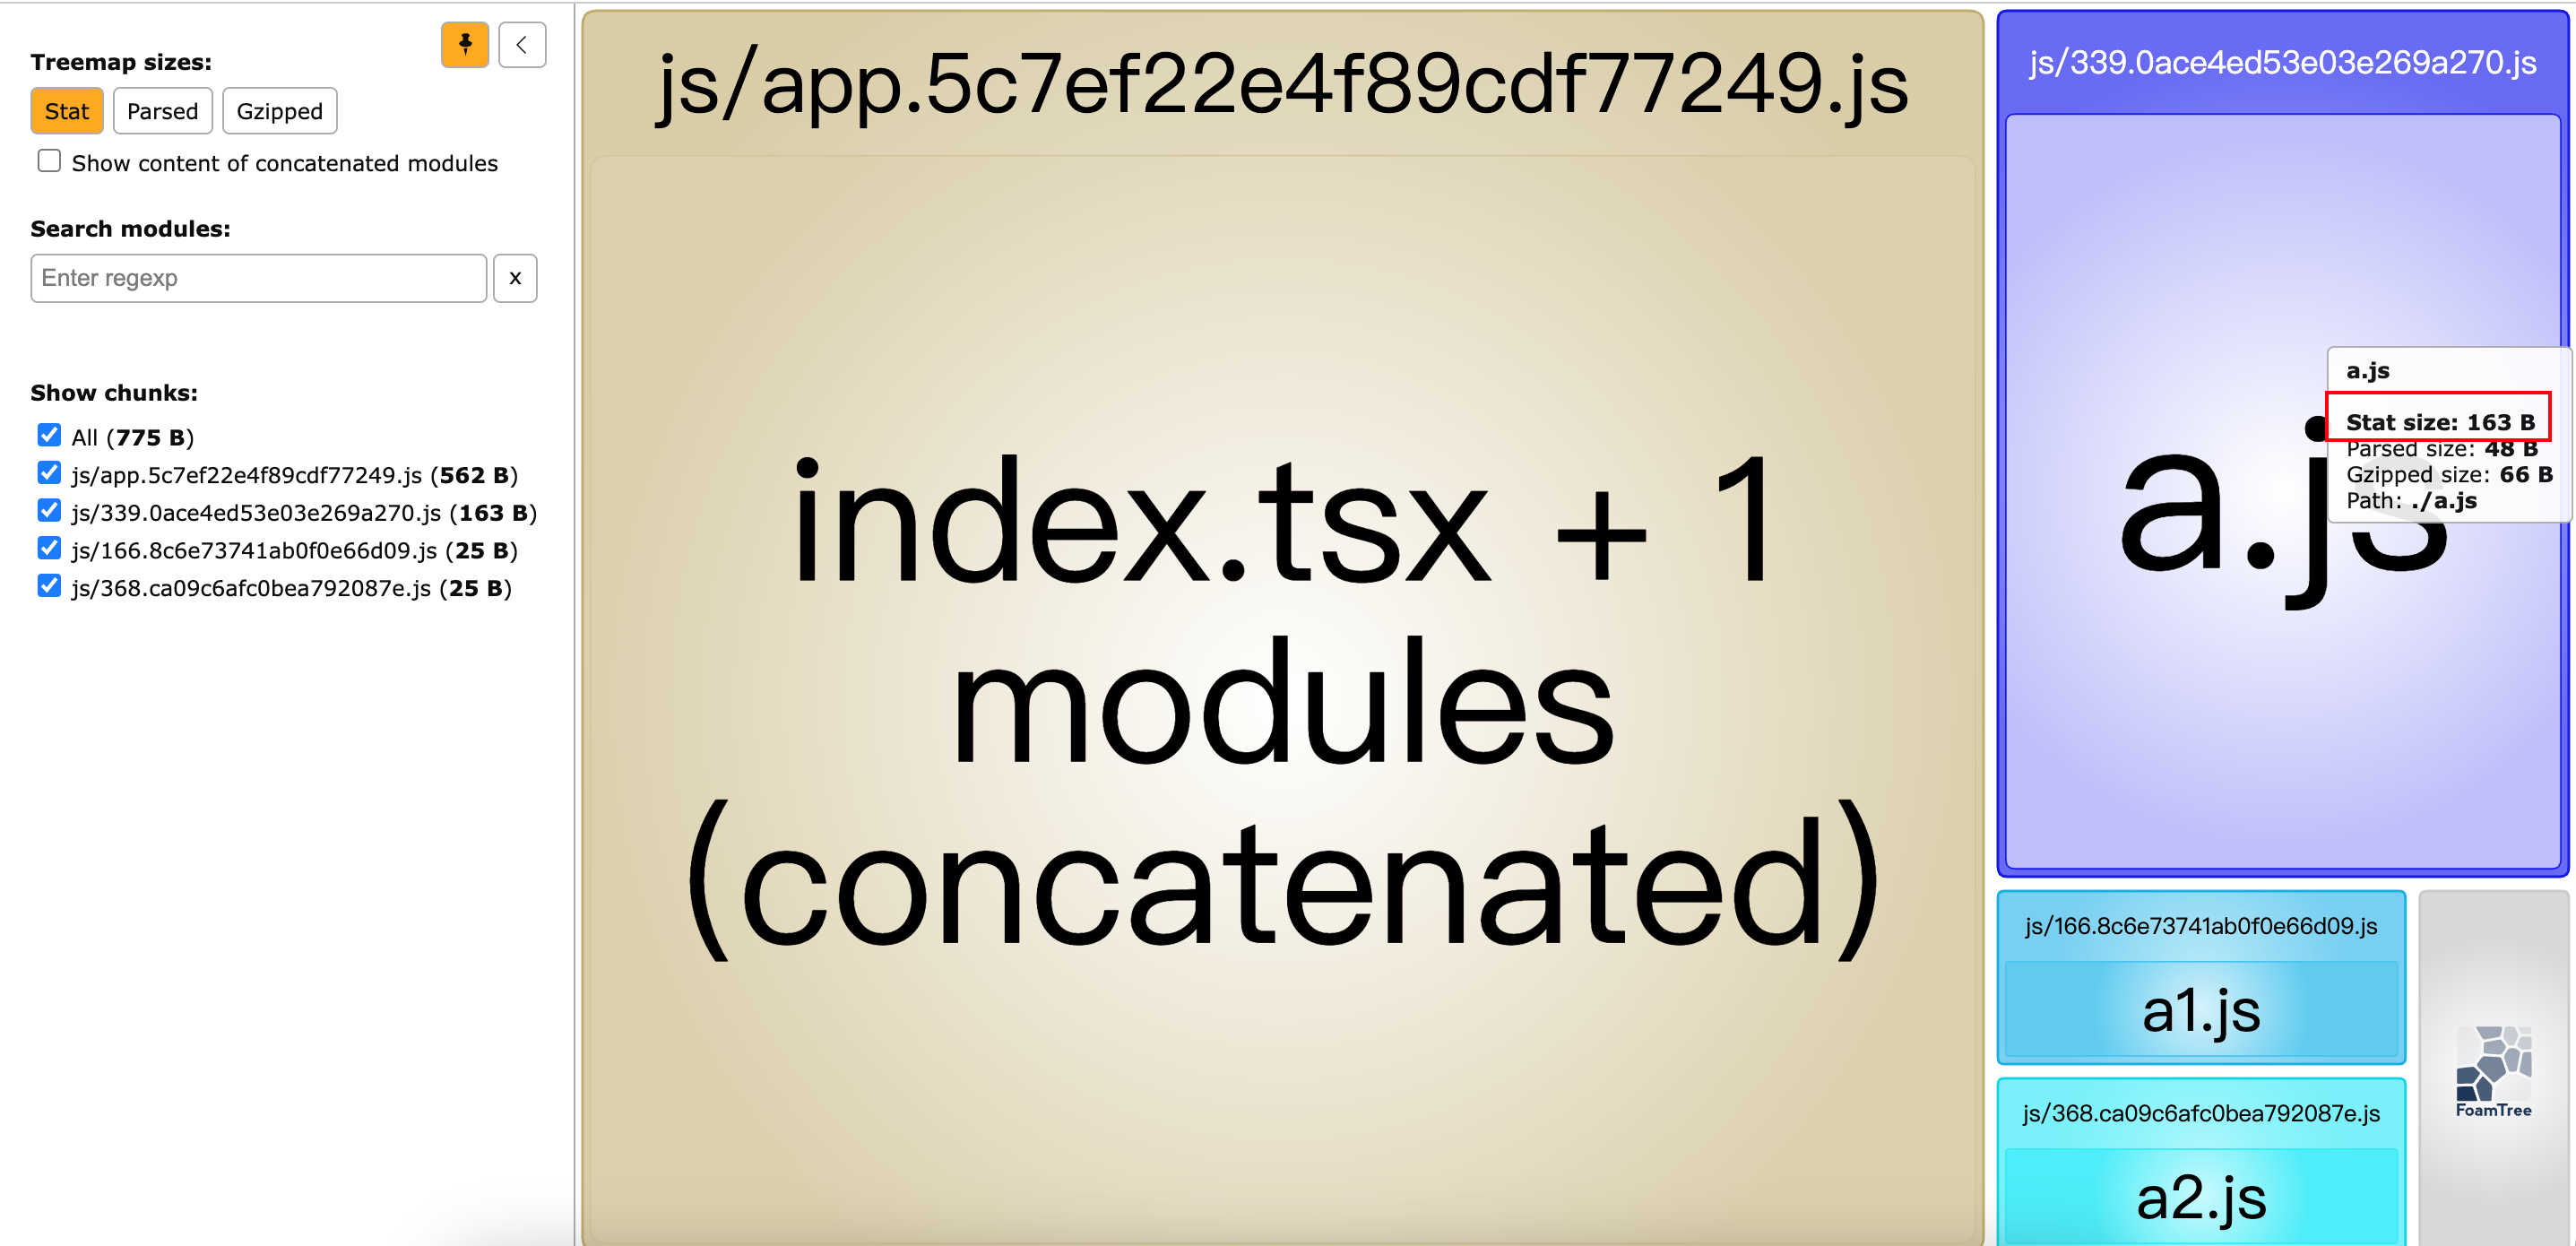 Treemap sizes:
Stat
Parsed
Gzipped
Show content of concatenated modules
Search modules:
Enter regexp
x
Show chunks:
All (775 B)
js/app.5c7ef22e4f89cdf77249.js (562 B)
js/339.0ace4ed53e03e269a270.js (163 B)
js/166.8c6e73741ab0f0e66d09.js (25 B)
js/368.ca09c6afc0bea792087e.js (25 B)
js/app.5c7ef22e4f89cdf77249.js
index.tsx + 1
modules
(concatenated)
js/339.0ace4ed53e03e269a270.js
a.js
a.js
Stat size: 163 B
Parsed size: 48 B
Gzipped size: 66 B
Path: ./a.js
js/166.8c6e73741ab0f0e66d09.js
a1.js
js/368.ca09c6afc0bea792087e.js
a2.js
FoamTree